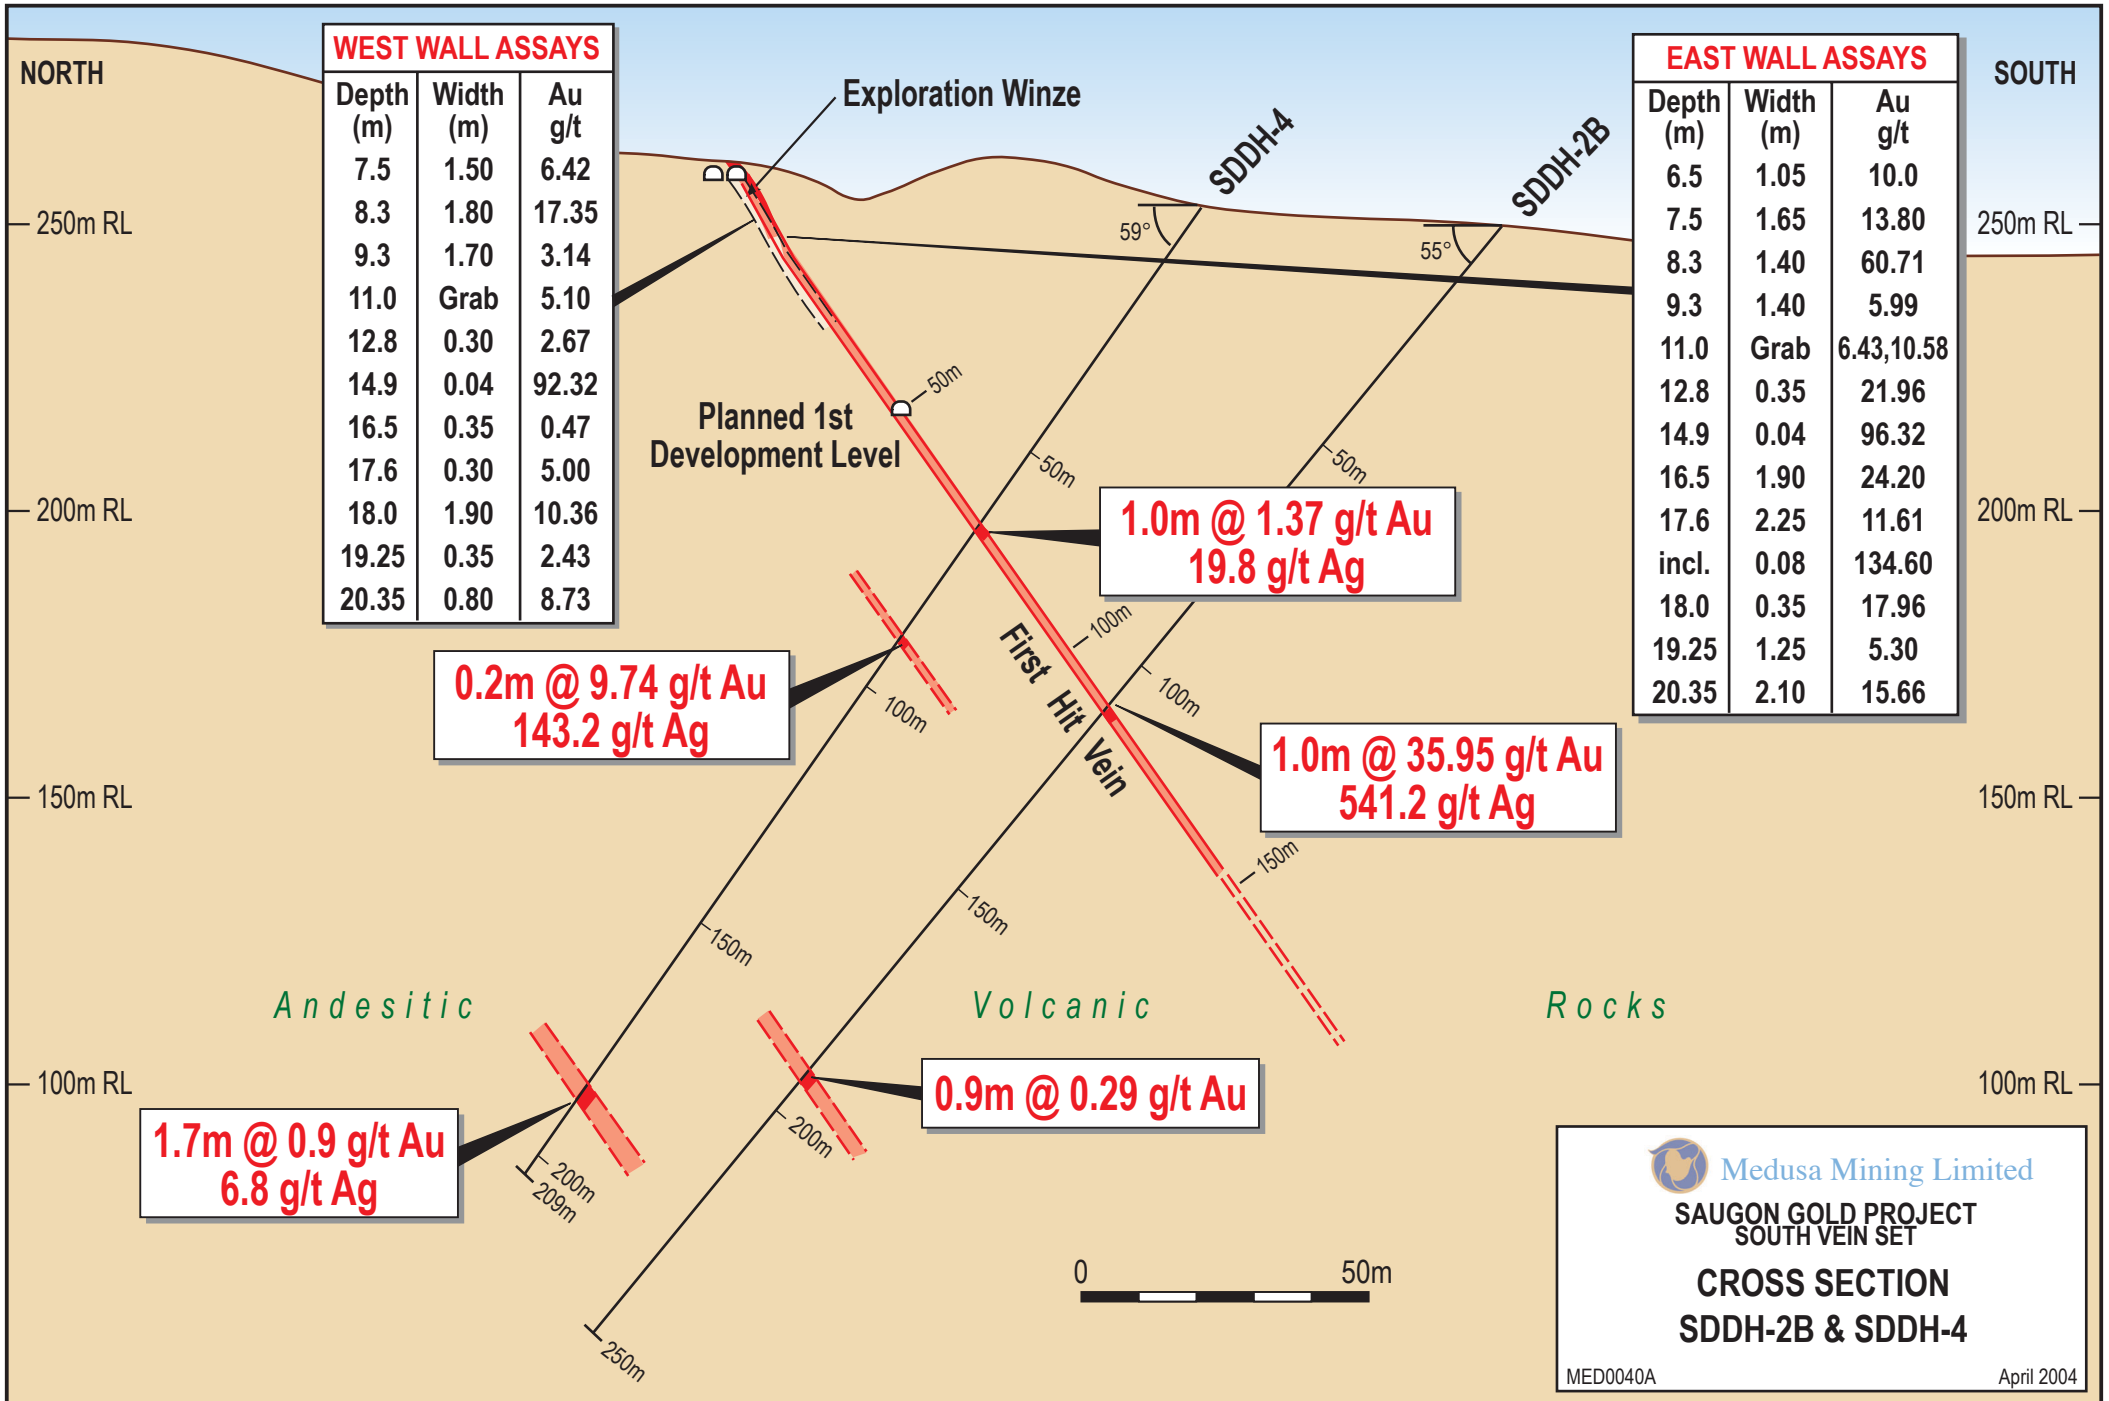 NORTH
SOUTH
WEST WALL ASSAYS
Depth (m) Width (m) Au g/t
7.5 1.50 6.42
8.3 1.80 17.35
9.3 1.70 3.14
11.0 Grab 5.10
12.8 0.30 2.67
14.9 0.04 92.32
16.5 0.35 0.47
17.6 0.30 5.00
18.0 1.90 10.36
19.25 0.35 2.43
20.35 0.80 8.73
Exploration Winze
SDDH-4
SDDH-2B
EAST WALL ASSAYS
Depth (m) Width (m) Au g/t
6.5 1.05 10.0
7.5 1.65 13.80
8.3 1.40 60.71
9.3 1.40 5.99
11.0 Grab 6.43,10.58
12.8 0.35 21.96
14.9 0.04 96.32
16.5 1.90 24.20
17.6 2.25 11.61
incl. 0.08 134.60
18.0 0.35 17.96
19.25 1.25 5.30
20.35 2.10 15.66
250m RL
250m RL
59°
55°
50m
Planned 1st
Development Level
50m
50m
200m RL
200m RL
1.0m @ 1.37 g/t Au
19.8 g/t Ag
100m
First Hit Vein
0.2m @ 9.74 g/t Au
143.2 g/t Ag
100m
100m
1.0m @ 35.95 g/t Au
541.2 g/t Ag
150m RL
150m RL
150m
150m
150m
Andesitic Volcanic Rocks
100m RL
100m RL
0.9m @ 0.29 g/t Au
1.7m @ 0.9 g/t Au
6.8 g/t Ag
200m
200m
209m
250m
0 50m
Medusa Mining Limited
SAUGON GOLD PROJECT
SOUTH VEIN SET
CROSS SECTION
SDDH-2B & SDDH-4
MED0040A April 2004